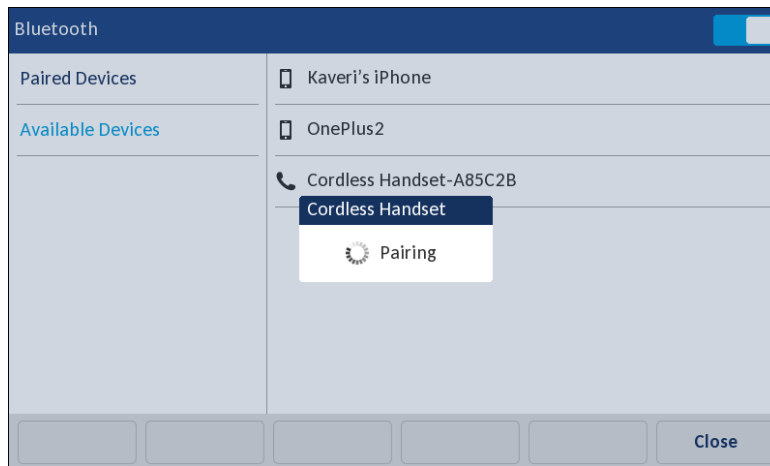 Bluetooth
Paired Devices
Available Devices
Kaveri’s iPhone
OnePlus2
Cordless Handset-A85C2B
Cordless Handset
Pairing
Close